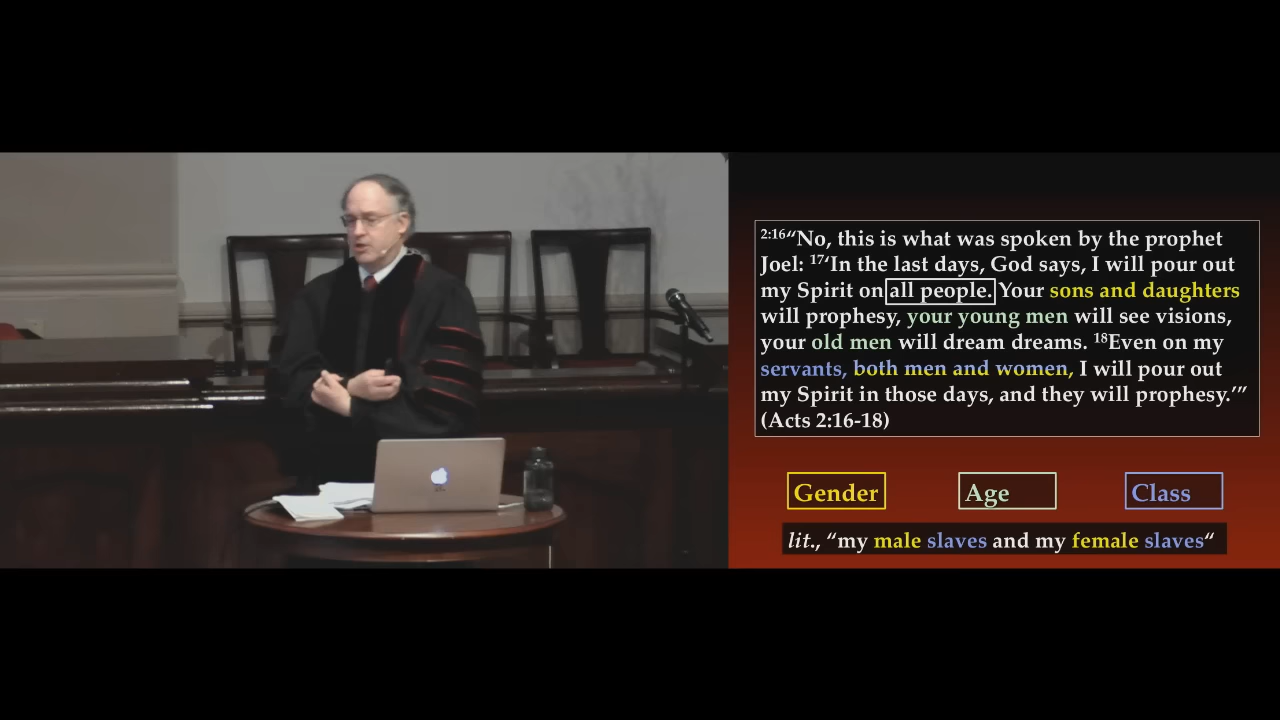 2:16“No, this is what was spoken by the prophet
Joel: 17‘In the last days, God says, I will pour out
my Spirit on all people. Your sons and daughters
will prophesy, your young men will see visions,
your old men will dream dreams. 18Even on my
servants, both men and women, I will pour out
my Spirit in those days, and they will prophesy.’”
(Acts 2:16-18)
Gender
Age
Class
lit., “my male slaves and my female slaves“